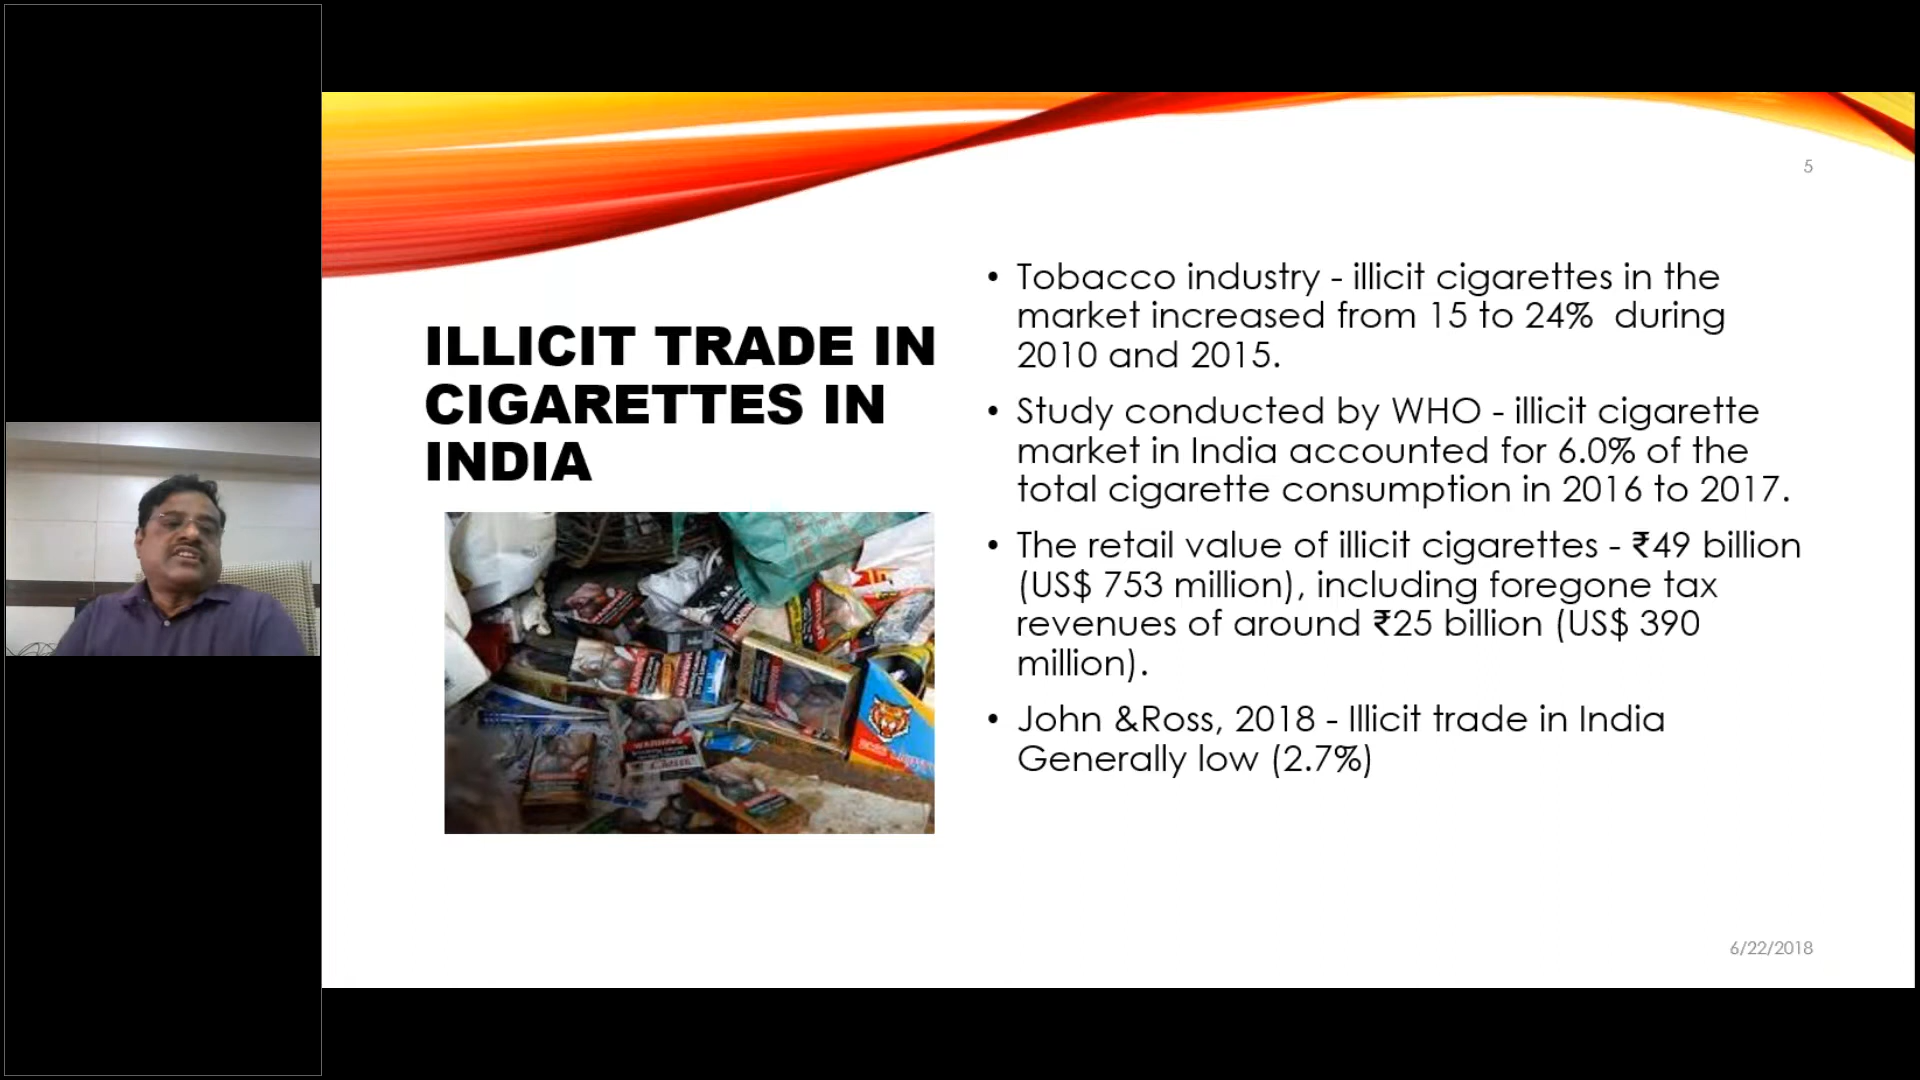 5
ILLICIT TRADE IN
CIGARETTES IN
INDIA
• Tobacco industry - illicit cigarettes in the
market increased from 15 to 24%  during
2010 and 2015.
• Study conducted by WHO - illicit cigarette
market in India accounted for 6.0% of the
total cigarette consumption in 2016 to 2017.
• The retail value of illicit cigarettes - ₹49 billion
(US$ 753 million), including foregone tax
revenues of around ₹25 billion (US$ 390
million).
• John &Ross, 2018 - Illicit trade in India
Generally low (2.7%)
WARNING
6/22/2018